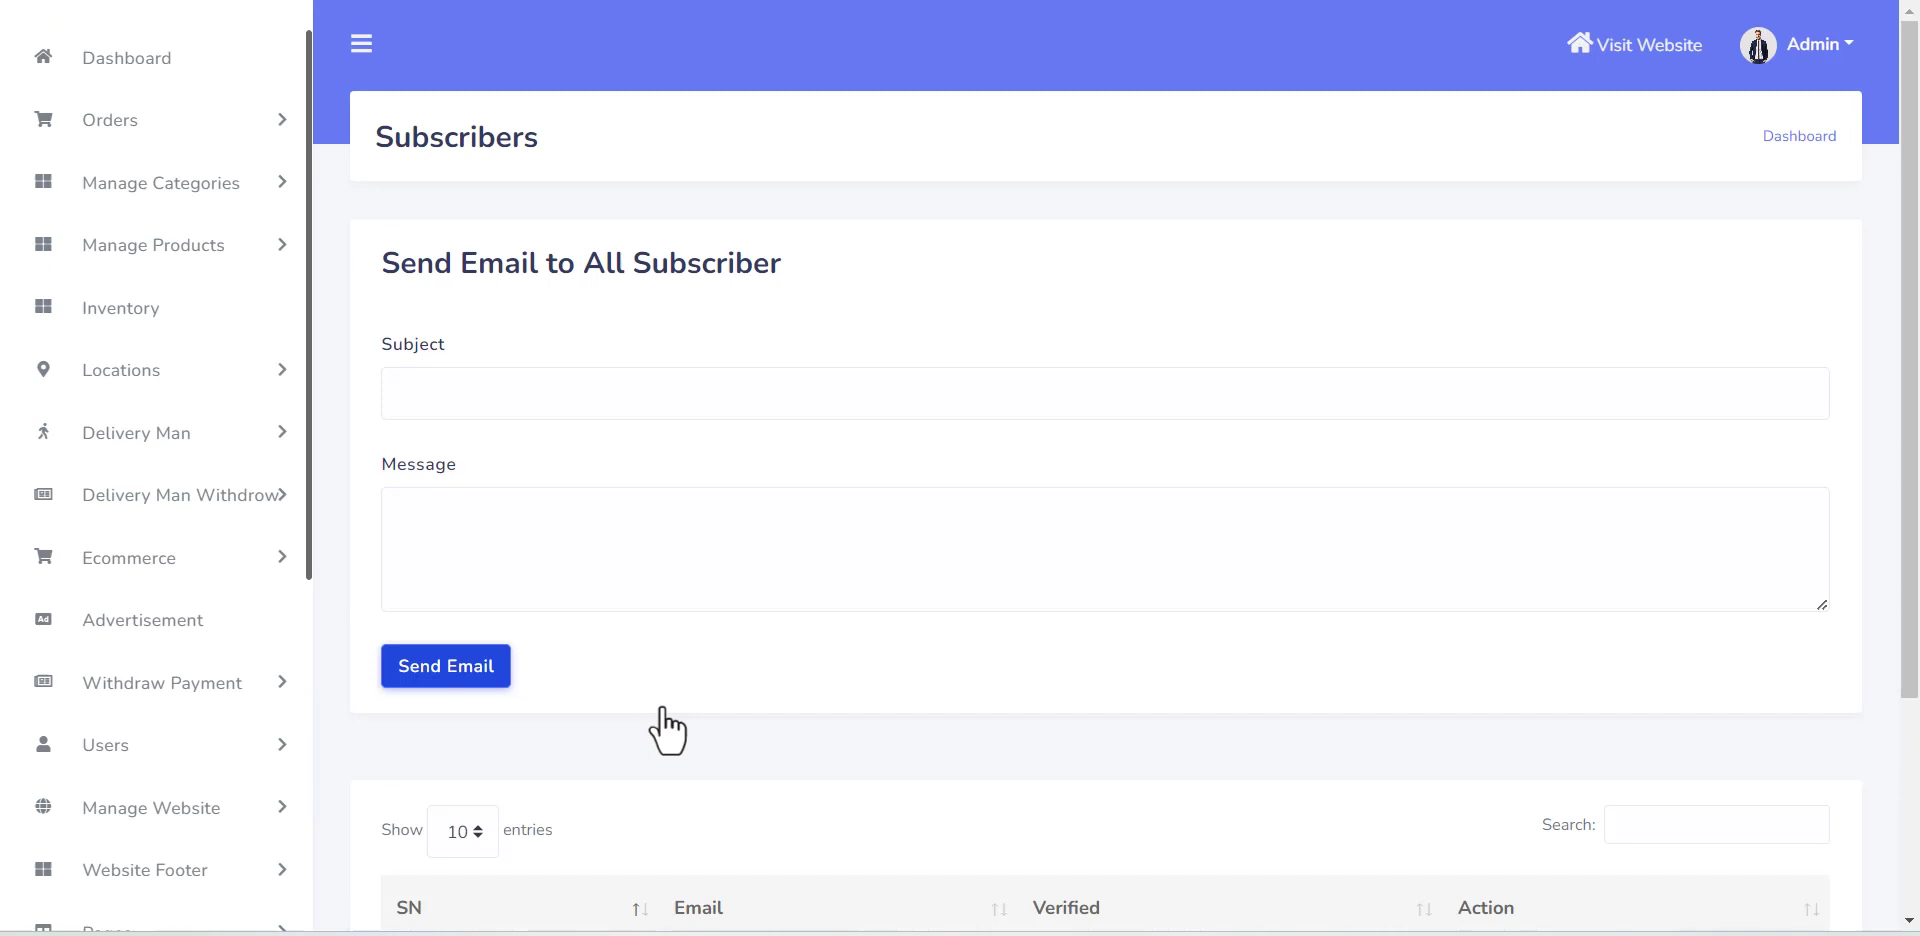 Visit Website
Admin
Dashboard
Orders
Manage Categories
Manage Products
Inventory
Locations
Delivery Man
Delivery Man Withdrow
Ecommerce
Ad
Advertisement
Withdraw Payment
Users
Manage Website
Website Footer
Subscribers
Dashboard
Send Email to All Subscriber
Subject
Message
Send Email
Show 10 entries
Search:
SN Email Verified Action